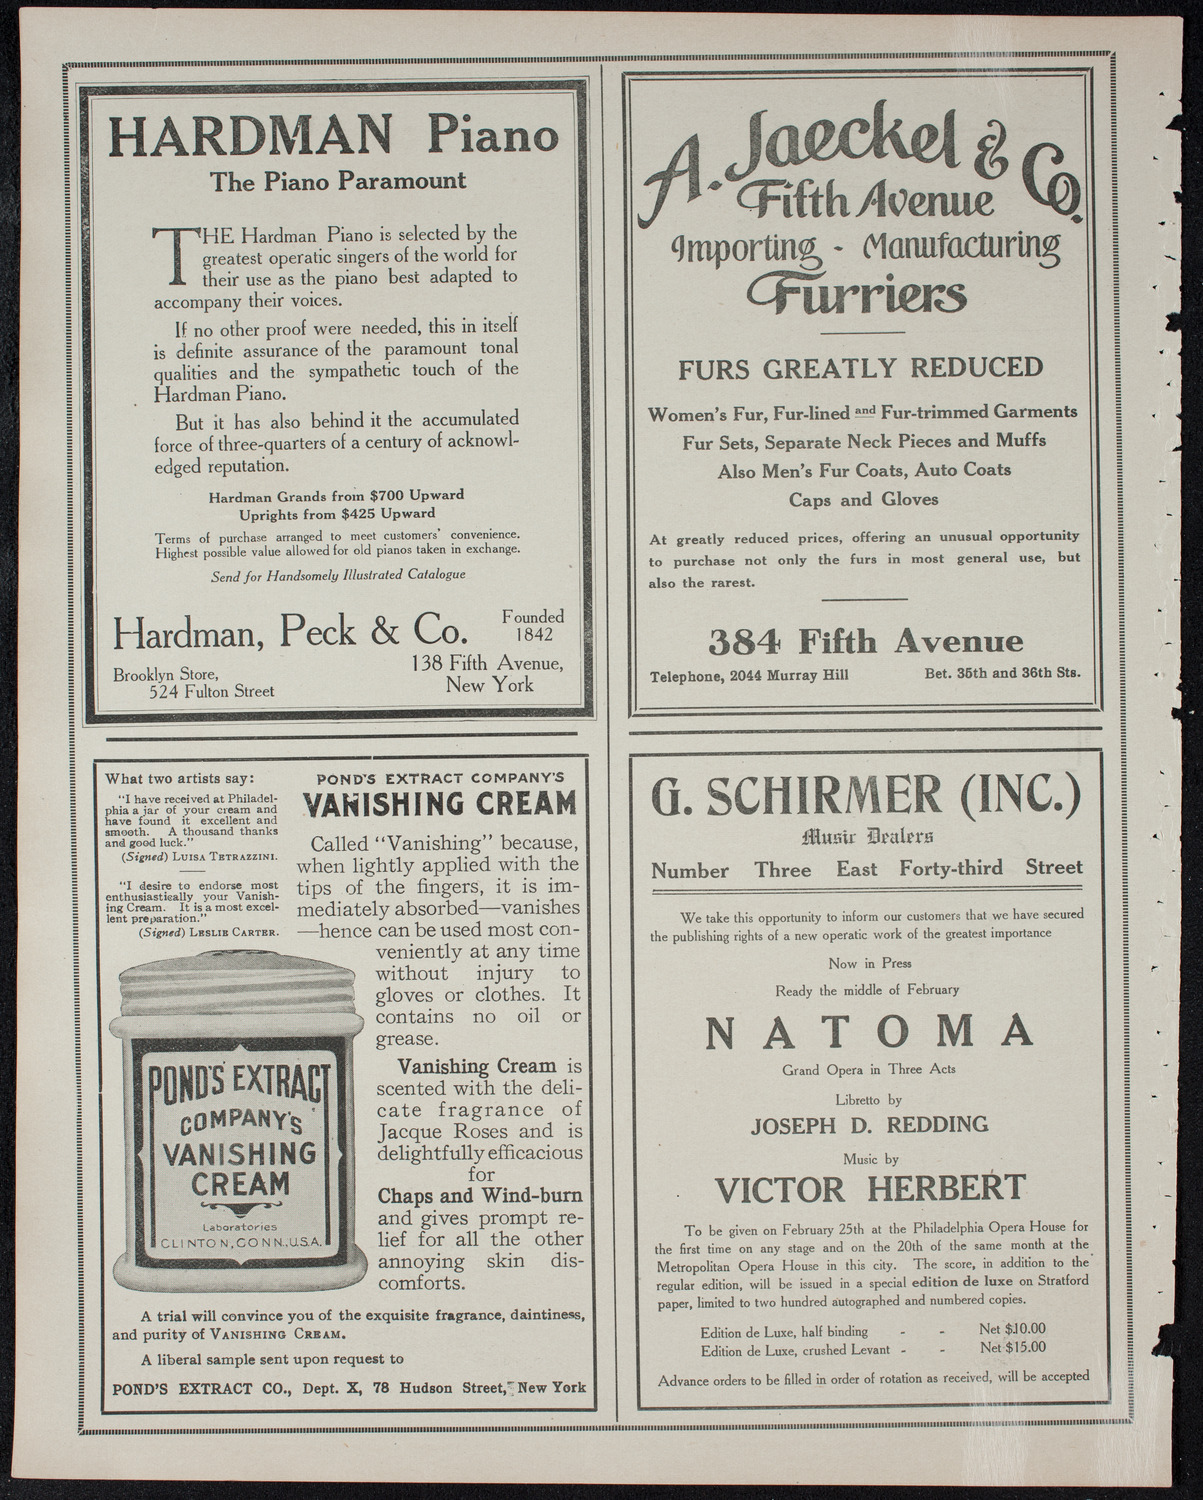 HARDMAN Piano
The Piano Paramount
THE Hardman Piano is selected by the
greatest operatic singers of the world for
their use as the piano best adapted to
accompany their voices.
If no other proof were needed, this in itself
is definite assurance of the paramount tonal
qualities and the sympathetic touch of the
Hardman Piano.
But it has also behind it the accumulated
force of three-quarters of a century of acknowl-
edged reputation.
Hardman Grands from $700 Upward
Uprights from $425 Upward
Terms of purchase arranged to meet customers' convenience.
Highest possible value allowed for old pianos taken in exchange.
Send for Handsomely Illustrated Catalogue
Hardman, Peck & Co.
Founded
1842
Brooklyn Store,
524 Fulton Street
138 Fifth Avenue,
New York
A. Jaeckel & Co.
Fifth Avenue
Importing - Manufacturing
Furriers
FURS GREATLY REDUCED
Women's Fur, Fur-lined and Fur-trimmed Garments
Fur Sets, Separate Neck Pieces and Muffs
Also Men's Fur Coats, Auto Coats
Caps and Gloves
At greatly reduced prices, offering an unusual opportunity
to purchase not only the furs in most general use, but
also the rarest.
384 Fifth Avenue
Telephone, 2044 Murray Hill Bet. 35th and 36th Sts.
What two artists say:
"I have received at Philadel-
phia a jar of your cream and
have found it excellent and
smooth. A thousand thanks
and good luck."
(Signed) LUISA TETRAZZINI.
"I desire to endorse most
enthusiastically your Vanish-
ing Cream. It is a most excel-
lent preparation."
(Signed) LESLIE CARTER.
POND'S EXTRACT COMPANY'S
VANISHING CREAM
Called "Vanishing" because,
when lightly applied with the
tips of the fingers, it is im-
mediately absorbed—vanishes
—hence can be used most con-
veniently at any time
without injury to
gloves or clothes. It
contains no oil or
grease.
Vanishing Cream is
scented with the deli-
cate fragrance of
Jacque Roses and is
delightfully efficacious
for
Chaps and Wind-burn
and gives prompt re-
lief for all the other
annoying skin dis-
comforts.
POND'S EXTRACT
COMPANY'S
VANISHING
CREAM
Laboratories
CLINTON, CONN., U.S.A.
A trial will convince you of the exquisite fragrance, daintiness,
and purity of VANISHING CREAM.
A liberal sample sent upon request to
POND'S EXTRACT CO., Dept. X, 78 Hudson Street, New York
G. SCHIRMER (INC.)
Music Dealers
Number Three East Forty-third Street
We take this opportunity to inform our customers that we have secured
the publishing rights of a new operatic work of the greatest importance
Now in Press
Ready the middle of February
NATOMA
Grand Opera in Three Acts
Libretto by
JOSEPH D. REDDING
Music by
VICTOR HERBERT
To be given on February 25th at the Philadelphia Opera House for
the first time on any stage and on the 20th of the same month at the
Metropolitan Opera House in this city. The score, in addition to the
regular edition, will be issued in a special edition de luxe on Stratford
paper, limited to two hundred autographed and numbered copies.
Edition de Luxe, half binding - - Net $10.00
Edition de Luxe, crushed Levant - - Net $15.00
Advance orders to be filled in order of rotation as received, will be accepted